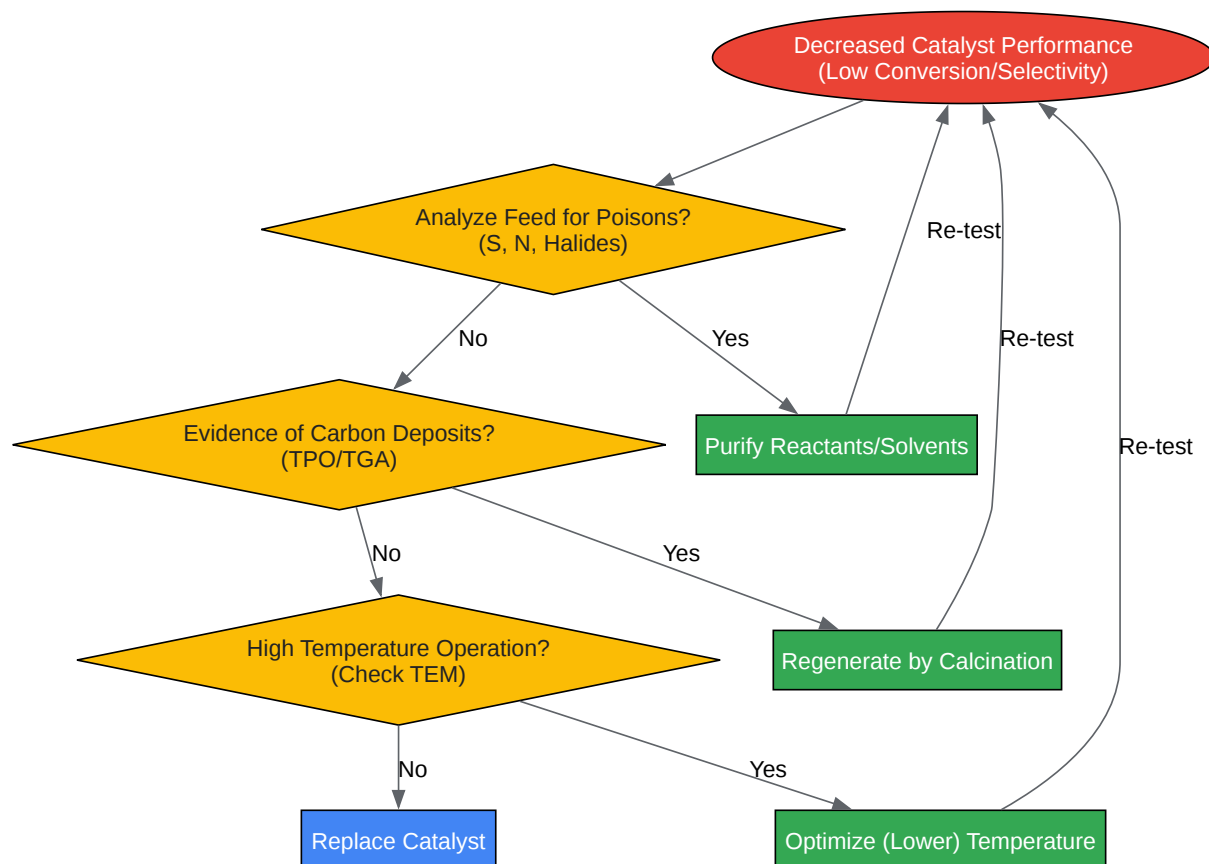 Decreased Catalyst Performance
(Low Conversion/Selectivity)
Analyze Feed for Poisons?
(S, N, Halides)
Re-test
No
Yes
Re-test
Evidence of Carbon Deposits?
(TPO/TGA)
Purify Reactants/Solvents
Re-test
No
Yes
High Temperature Operation?
(Check TEM)
Regenerate by Calcination
No
Yes
Replace Catalyst
Optimize (Lower) Temperature